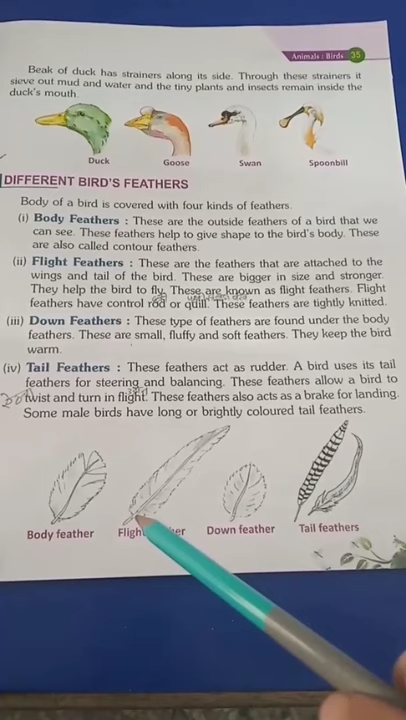 Animals : Birds 35
Beak of duck has strainers along its side. Through these strainers it
sieve out mud and water and the tiny plants and insects remain inside the
duck's mouth.
Duck Goose Swan Spoonbill
DIFFERENT BIRD'S FEATHERS
Body of a bird is covered with four kinds of feathers.
(i) Body Feathers : These are the outside feathers of a bird that we
can see. These feathers help to give shape to the bird's body. These
are also called contour feathers.
(ii) Flight Feathers : These are the feathers that are attached to the
wings and tail of the bird. These are bigger in size and stronger.
They help the bird to fly. These are known as flight feathers. Flight
feathers have control rod or quill. These feathers are tightly knitted.
(iii) Down Feathers : These type of feathers are found under the body
feathers. These are small, fluffy and soft feathers. They keep the bird
warm.
(iv) Tail Feathers : These feathers act as rudder. A bird uses its tail
feathers for steering and balancing. These feathers allow a bird to
twist and turn in flight. These feathers also acts as a brake for landing.
Some male birds have long or brightly coloured tail feathers.
Body feather Down feather Tail feathers